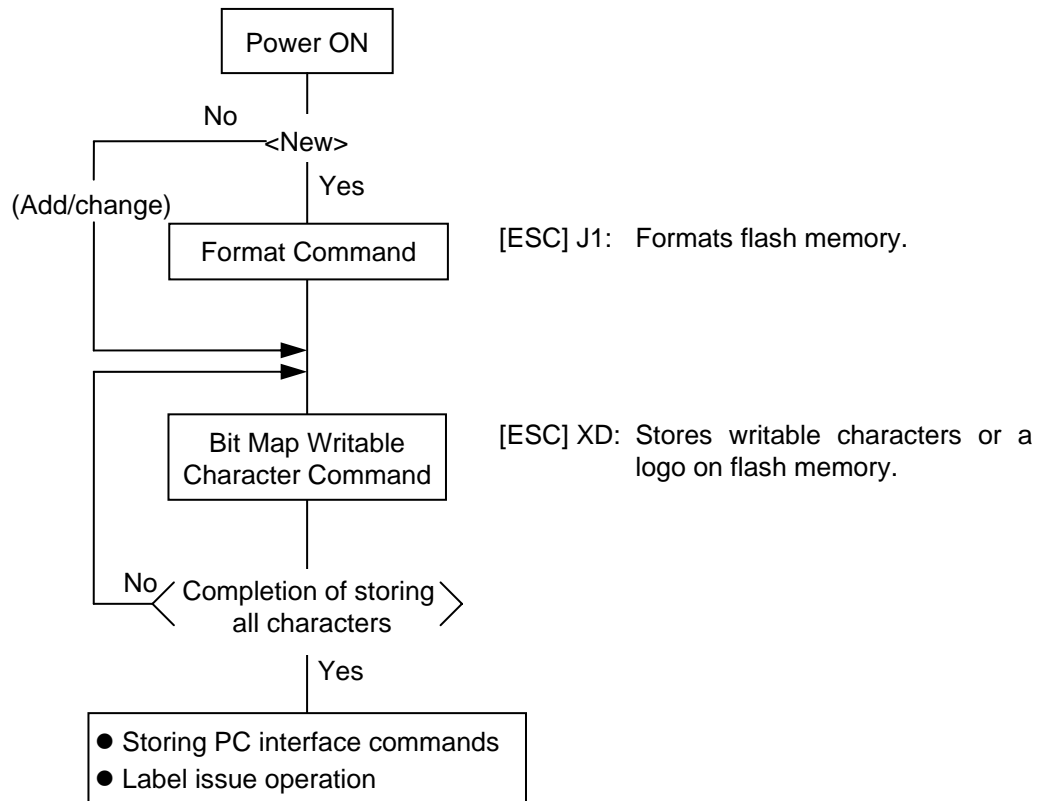 Power ON
No
<New>
Yes
(Add/change)
Format Command
[ESC] J1: Formats flash memory.
Bit Map Writable
Character Command
[ESC] XD: Stores writable characters or a
logo on flash memory.
No
Completion of storing
all characters
Yes
● Storing PC interface commands
● Label issue operation